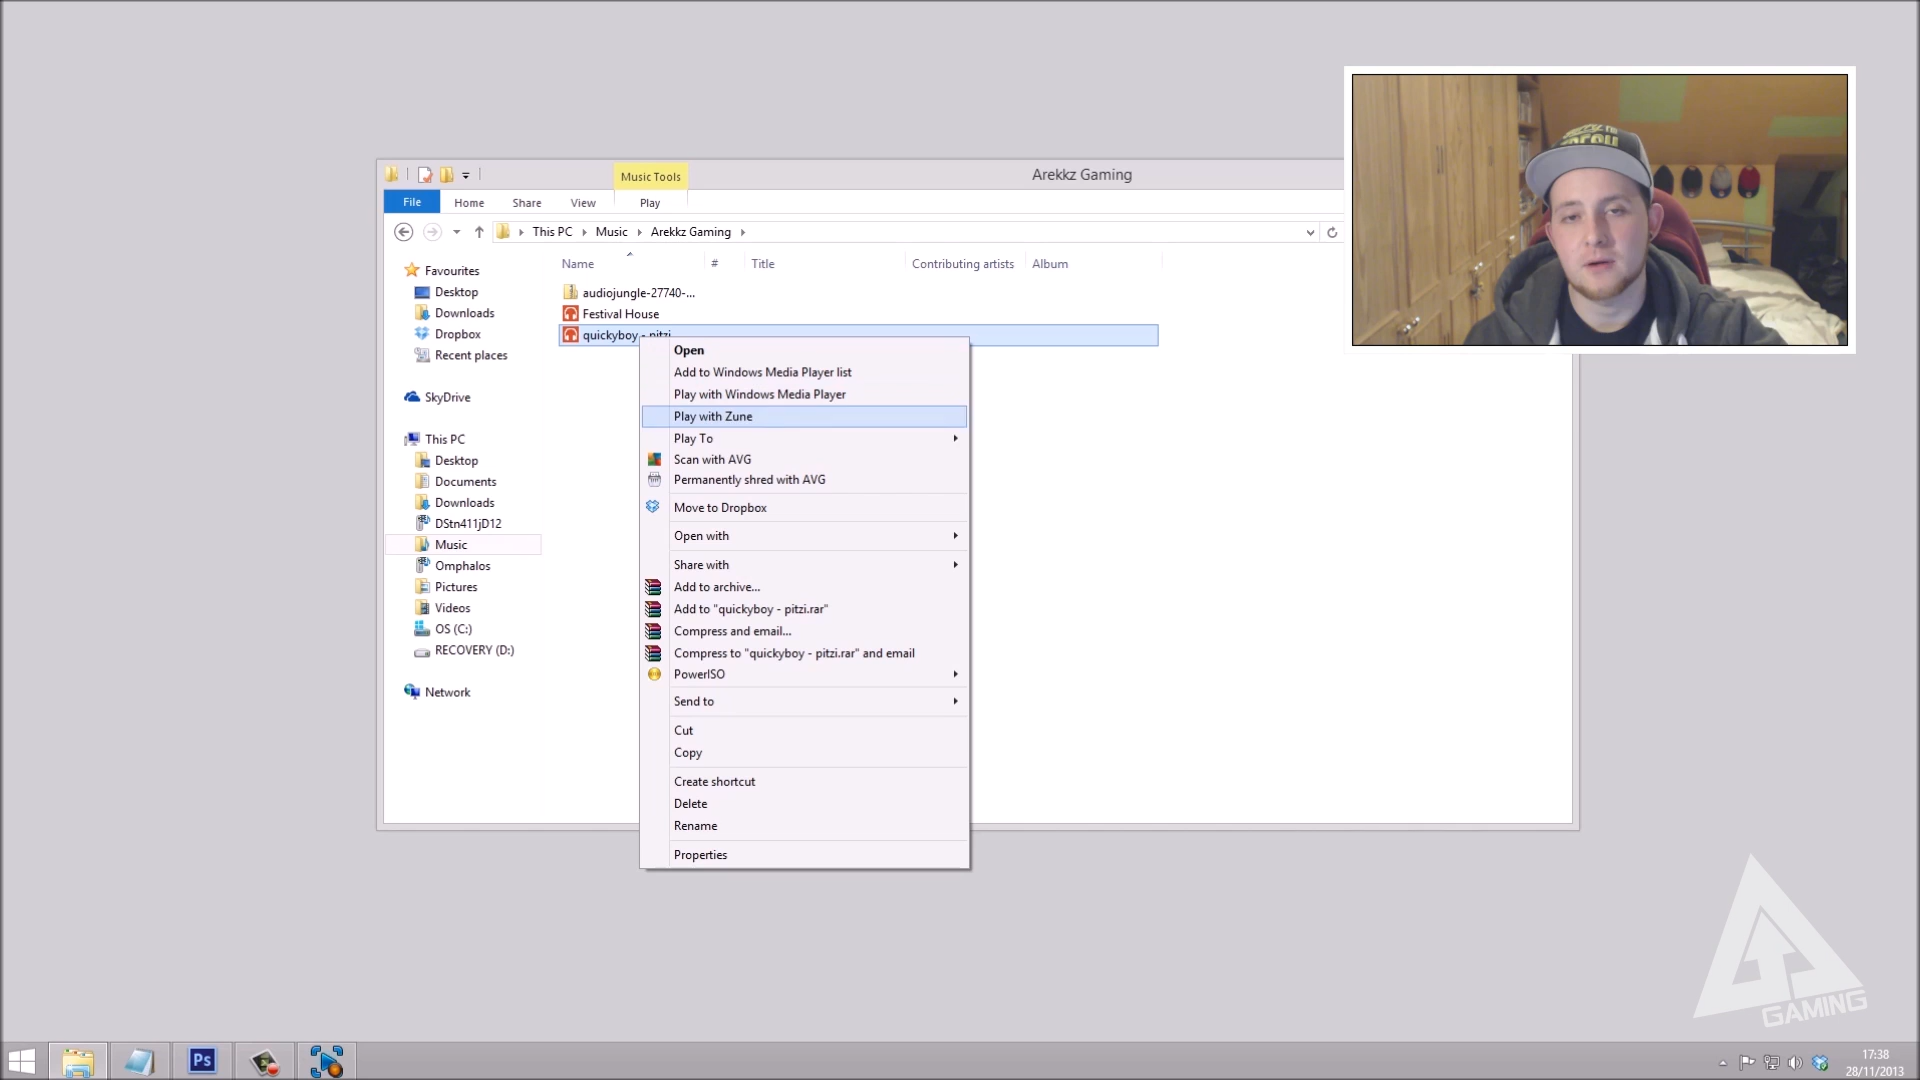 Music Tools
Arekkz Gaming
File
Home
Share
View
Play
This PC
Music
Arekkz Gaming
Name
#
Title
Contributing artists
Album
Favourites
Desktop
Downloads
Dropbox
Recent places
SkyDrive
This PC
Desktop
Documents
Downloads
DStn411jD12
Music
Omphalos
Pictures
Videos
OS (C:)
RECOVERY (D:)
Network
audiojungle-27740-...
Festival House
quickyboy - pitzi
Open
Add to Windows Media Player list
Play with Windows Media Player
Play with Zune
Play To
Scan with AVG
Permanently shred with AVG
Move to Dropbox
Open with
Share with
Add to archive...
Add to "quickyboy - pitzi.rar"
Compress and email...
Compress to "quickyboy - pitzi.rar" and email
PowerISO
Send to
Cut
Copy
Create shortcut
Delete
Rename
Properties
GAMING
Ps
17:38
28/11/2013